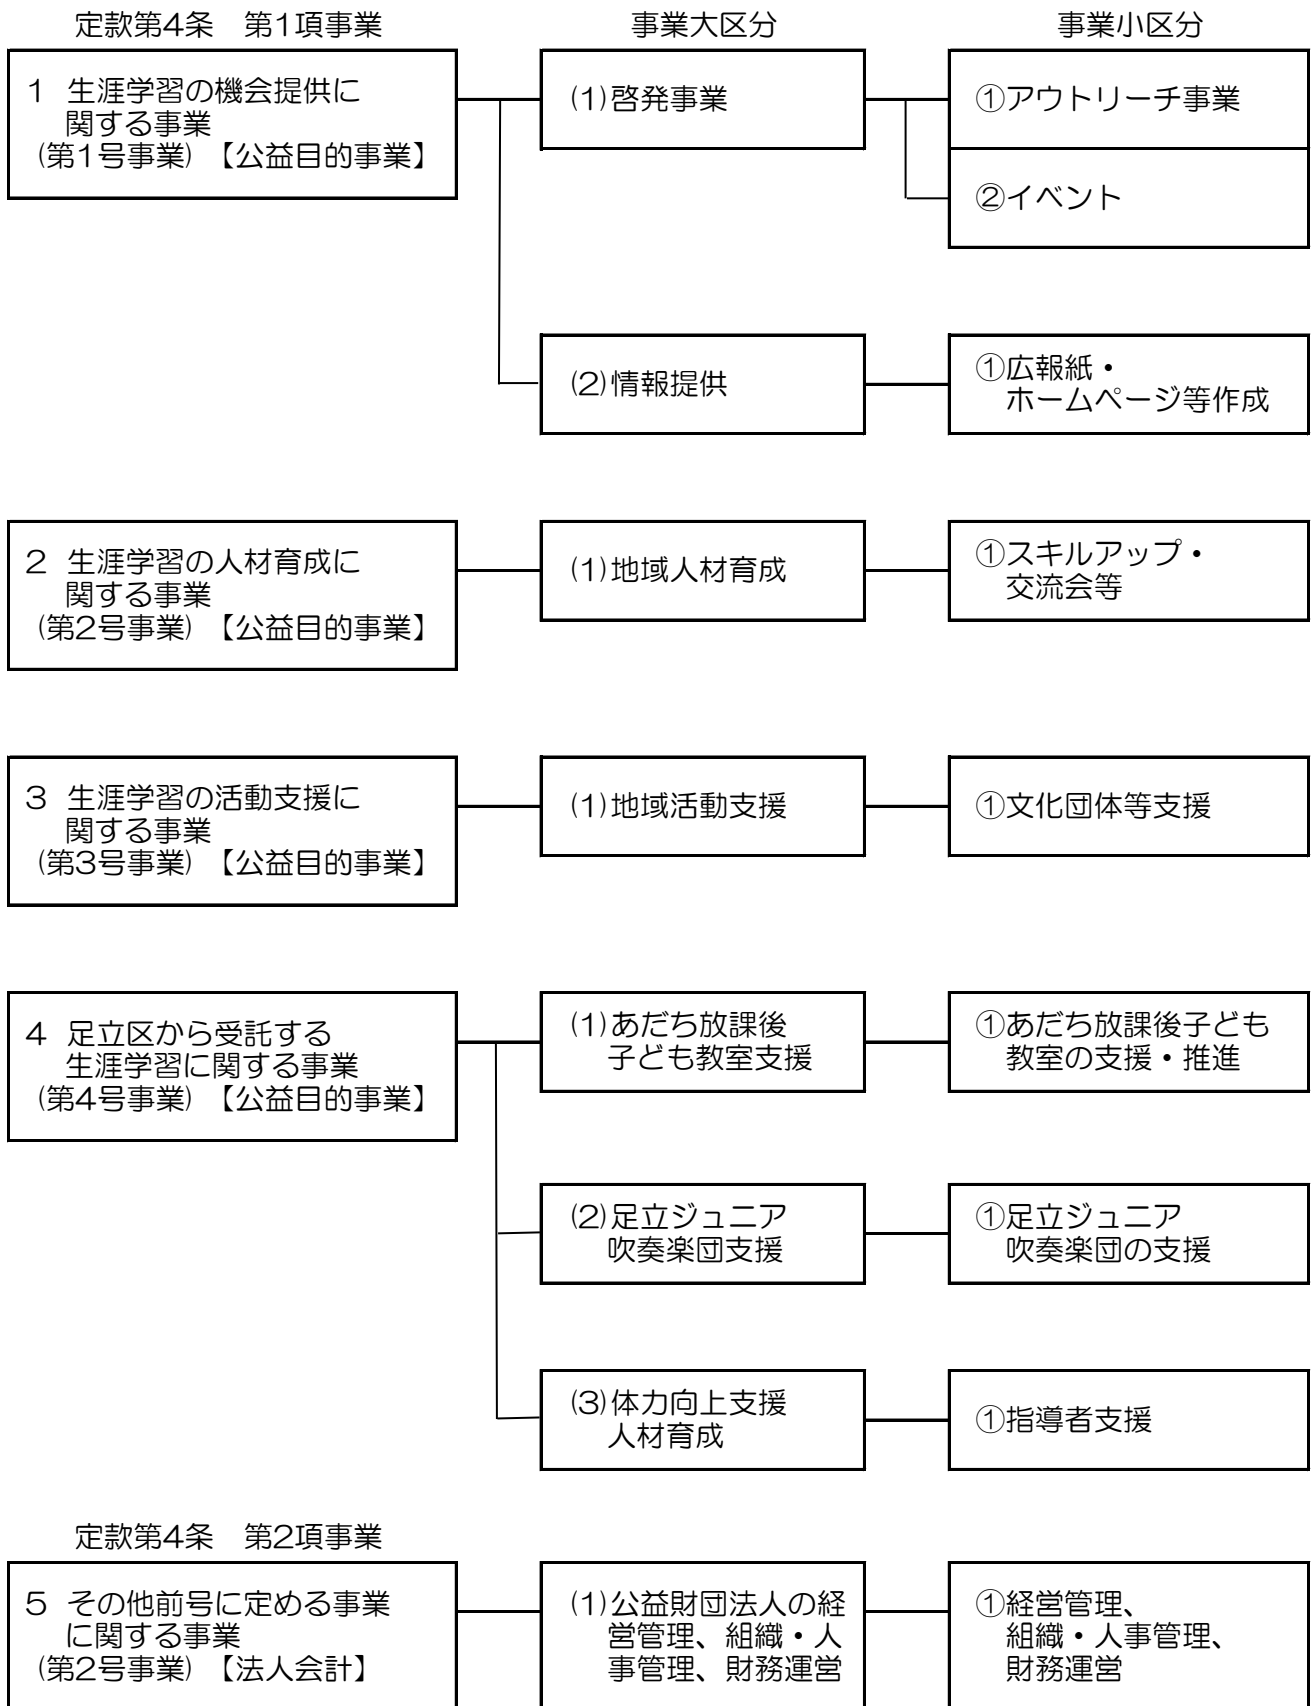 定款第4条　第1項事業
事業大区分
事業小区分
1 生涯学習の機会提供に
関する事業
(第1号事業)【公益目的事業】
(1)啓発事業
①アウトリーチ事業
②イベント
(2)情報提供
①広報紙・
ホームページ等作成
2 生涯学習の人材育成に
関する事業
(第2号事業)【公益目的事業】
(1)地域人材育成
①スキルアップ・
交流会等
3 生涯学習の活動支援に
関する事業
(第3号事業)【公益目的事業】
(1)地域活動支援
①文化団体等支援
4 足立区から受託する
生涯学習に関する事業
(第4号事業)【公益目的事業】
(1)あだち放課後
子ども教室支援
①あだち放課後子ども
教室の支援・推進
(2)足立ジュニア
吹奏楽団支援
①足立ジュニア
吹奏楽団の支援
(3)体力向上支援
人材育成
①指導者支援
定款第4条　第2項事業
5 その他前号に定める事業
に関する事業
(第2号事業)【法人会計】
(1)公益財団法人の経
営管理、組織・人
事管理、財務運営
①経営管理、
組織・人事管理、
財務運営